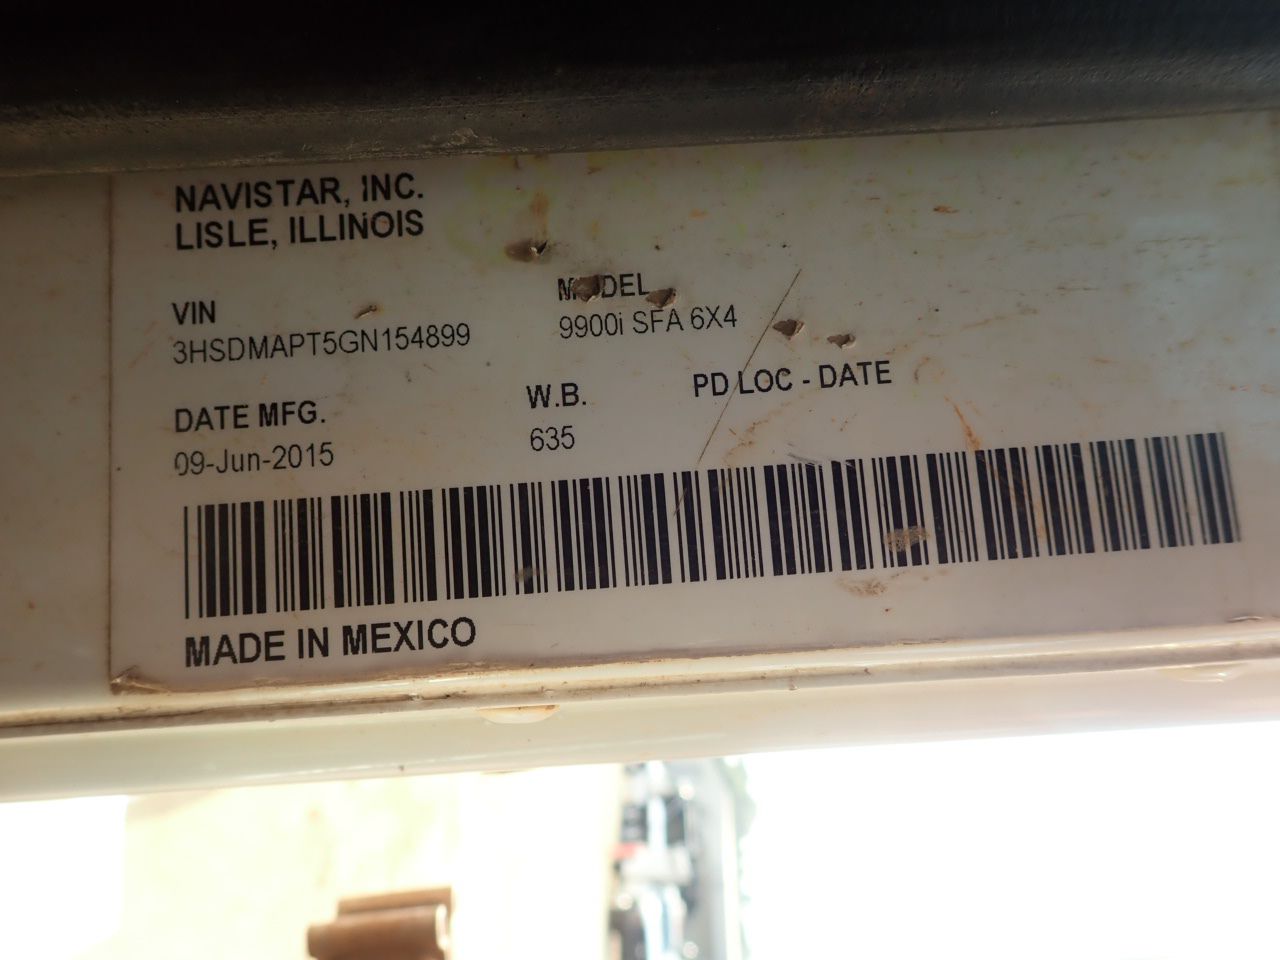 NAVISTAR, INC.
LISLE, ILLINOIS
VIN MODEL
3HSDMAPT5GN154899 9900i SFA 6X4
DATE MFG. W.B. PD LOC - DATE
09-Jun-2015 635
MADE IN MEXICO